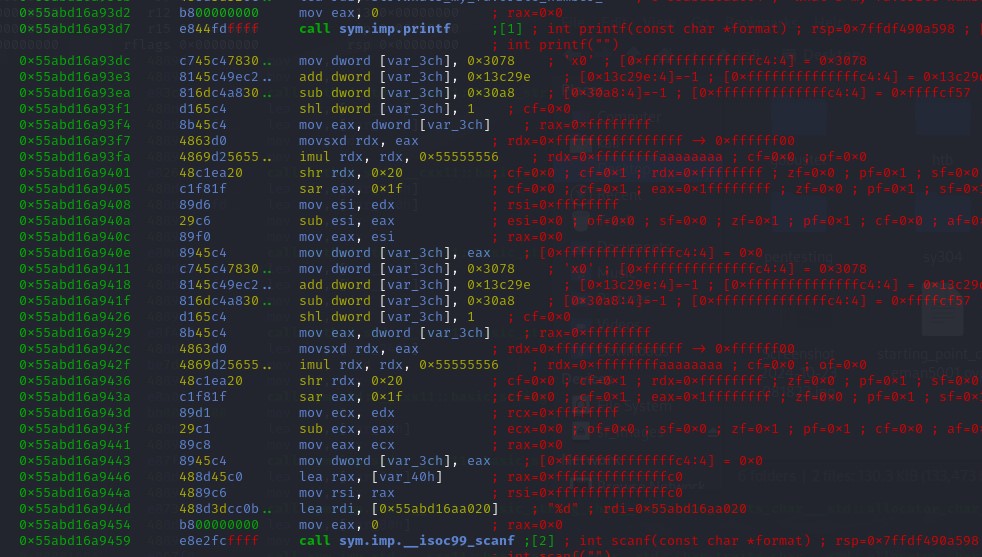 0x55abd16a93d2 b800000000 mov eax, 0 ; rax=0x0
0x55abd16a93d7 e844fdffff call sym.imp.printf ;[1] ; int printf(const char *format) ; rsp=0x7ffdf490a598 ;
; int printf("")
0x55abd16a93dc c745c47830.. mov dword [var_3ch], 0x3078 ; 'x0' ; [0xffffffffffffffc4:4] = 0x3078
0x55abd16a93e3 8145c49ec2.. add dword [var_3ch], 0x13c29e ; [0x13c29e:4]=-1 ; [0xffffffffffffffc4:4] = 0x13c29e
0x55abd16a93ea 816dc4a830.. sub dword [var_3ch], 0x30a8 ; [0x30a8:4]=-1 ; [0xffffffffffffffc4:4] = 0xffffcf57
0x55abd16a93f1 d165c4 shl dword [var_3ch], 1 ; cf=0x0
0x55abd16a93f4 8b45c4 mov eax, dword [var_3ch] ; rax=0xffffffff
0x55abd16a93f7 4863d0 movsxd rdx, eax ; rdx=0xffffffffffffffff → 0xffffff00
0x55abd16a93fa 4869d25655.. imul rdx, rdx, 0x55555556 ; rdx=0xffffffffaaaaaaaa ; cf=0x0 ; of=0x0
0x55abd16a9401 48c1ea20 shr rdx, 0x20 ; cf=0x0 ; cf=0x1 ; rdx=0xffffffff ; zf=0x0 ; pf=0x1 ; sf=0x0
0x55abd16a9405 c1f81f sar eax, 0x1f ; cf=0x0 ; cf=0x1 ; eax=0x1ffffffff ; zf=0x0 ; pf=0x1 ; sf=
0x55abd16a9408 89d6 mov esi, edx ; rsi=0xffffffff
0x55abd16a940a 29c6 sub esi, eax ; esi=0x0 ; of=0x0 ; sf=0x0 ; zf=0x1 ; pf=0x1 ; cf=0x0 ; af=0x
0x55abd16a940c 89f0 mov eax, esi ; rax=0x0
0x55abd16a940e 8945c4 mov dword [var_3ch], eax ; [0xffffffffffffffc4:4] = 0x0
0x55abd16a9411 c745c47830.. mov dword [var_3ch], 0x3078 ; 'x0' ; [0xffffffffffffffc4:4] = 0x3078
0x55abd16a9418 8145c49ec2.. add dword [var_3ch], 0x13c29e ; [0x13c29e:4]=-1 ; [0xffffffffffffffc4:4] = 0x13c29e
0x55abd16a941f 816dc4a830.. sub dword [var_3ch], 0x30a8 ; [0x30a8:4]=-1 ; [0xffffffffffffffc4:4] = 0xffffcf57
0x55abd16a9426 d165c4 shl dword [var_3ch], 1 ; cf=0x0
0x55abd16a9429 8b45c4 mov eax, dword [var_3ch] ; rax=0xffffffff
0x55abd16a942c 4863d0 movsxd rdx, eax ; rdx=0xffffffffffffffff → 0xffffff00
0x55abd16a942f 4869d25655.. imul rdx, rdx, 0x55555556 ; rdx=0xffffffffaaaaaaaa ; cf=0x0 ; of=0x0
0x55abd16a9436 48c1ea20 shr rdx, 0x20 ; cf=0x0 ; cf=0x1 ; rdx=0xffffffff ; zf=0x0 ; pf=0x1 ; sf=0x0
0x55abd16a943a c1f81f sar eax, 0x1f ; cf=0x0 ; cf=0x1 ; eax=0x1ffffffff ; zf=0x0 ; pf=0x1 ; sf=
0x55abd16a943d 89d1 mov ecx, edx ; rcx=0xffffffff
0x55abd16a943f 29c1 sub ecx, eax ; ecx=0x0 ; of=0x0 ; sf=0x0 ; zf=0x1 ; pf=0x1 ; cf=0x0 ; af=0x
0x55abd16a9441 89c8 mov eax, ecx ; rax=0x0
0x55abd16a9443 8945c4 mov dword [var_3ch], eax ; [0xffffffffffffffc4:4] = 0x0
0x55abd16a9446 488d45c0 lea rax, [var_40h] ; rax=0xffffffffffffffc0
0x55abd16a944a 4889c6 mov rsi, rax ; rsi=0xffffffffffffffc0
0x55abd16a944d 488d3dcc0b.. lea rdi, [0x55abd16aa020] ; "%d" ; rdi=0x55abd16aa020
0x55abd16a9454 b800000000 mov eax, 0 ; rax=0x0
0x55abd16a9459 e8e2fcffff call sym.imp.__isoc99_scanf ;[2] ; int scanf(const char *format) ; rsp=0x7ffdf490a598